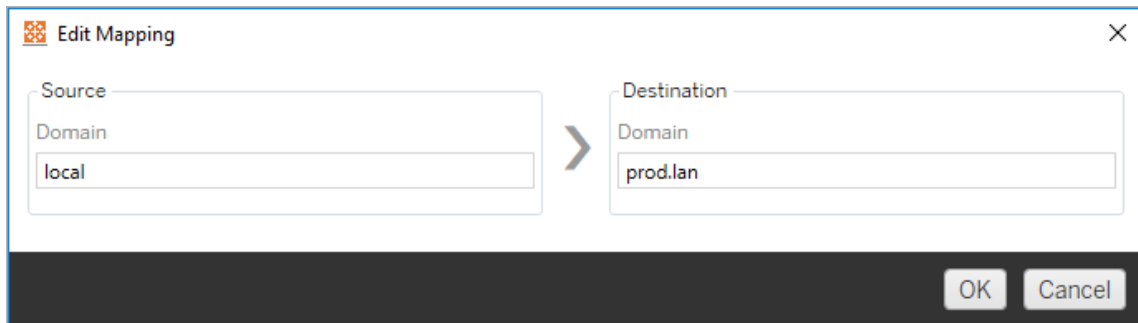 Edit Mapping
Source
Domain
local
Destination
Domain
prod.lan
OK
Cancel